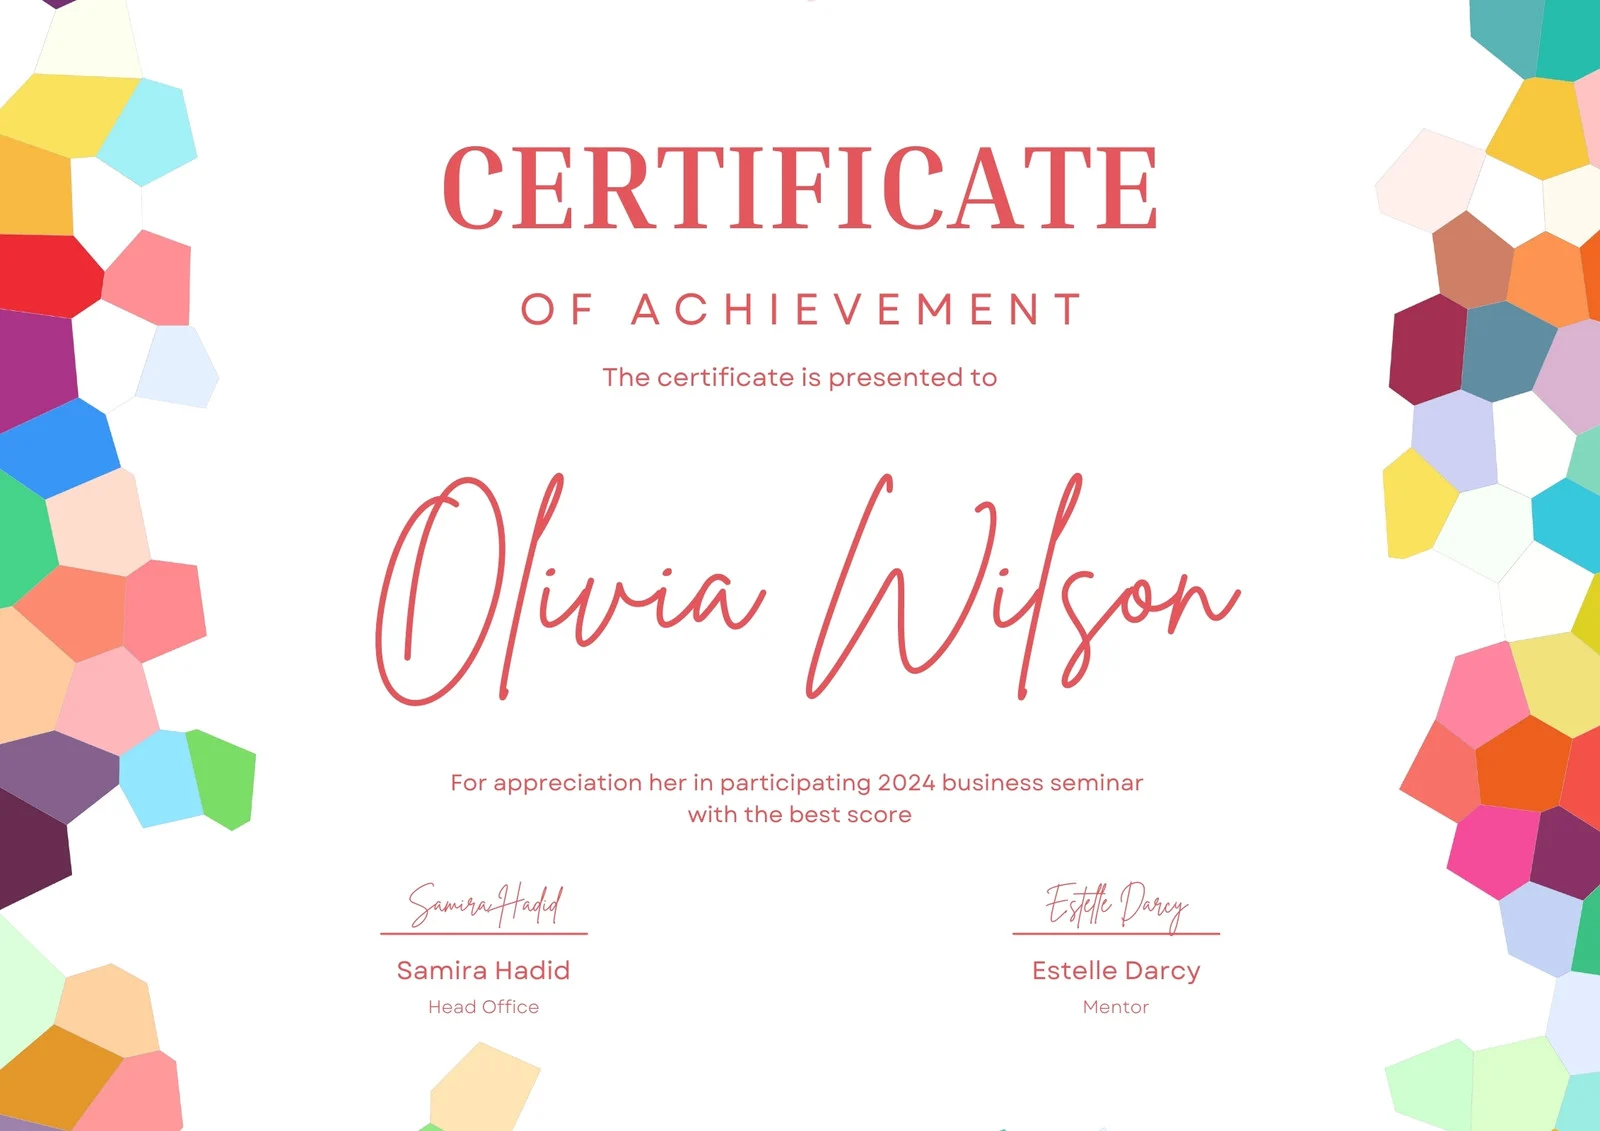 CERTIFICATE
OF ACHIEVEMENT
The certificate is presented to
Olivia Wilson
For appreciation her in participating 2024 business seminar
with the best score
Samira Hadid
Estelle Darcy
Samira Hadid
Estelle Darcy
Head Office
Mentor